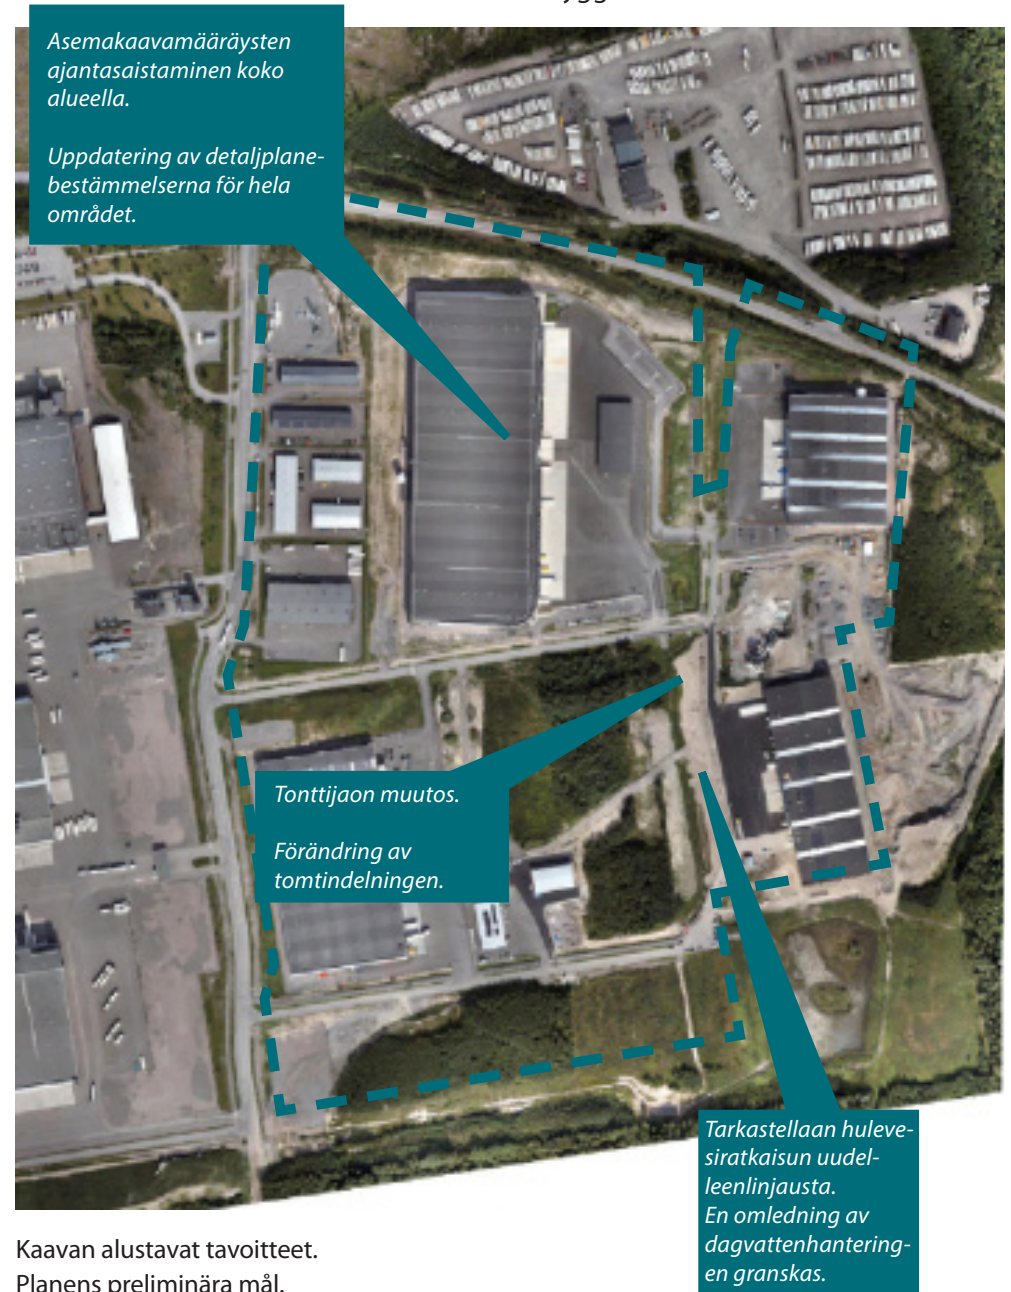 Asemakaavamääräysten
ajantasaistaminen koko
alueella.
Uppdatering av detaljplane-
bestämmelserna för hela
området.
Tonttijaon muutos.
Förändring av
tomtindelningen.
Tarkastellaan huleve-
siratkaisun uudel-
leenlinjausta.
En omledning av
dagvattenhantering-
en granskas.
Kaavan alustavat tavoitteet.
Planens preliminära mål.